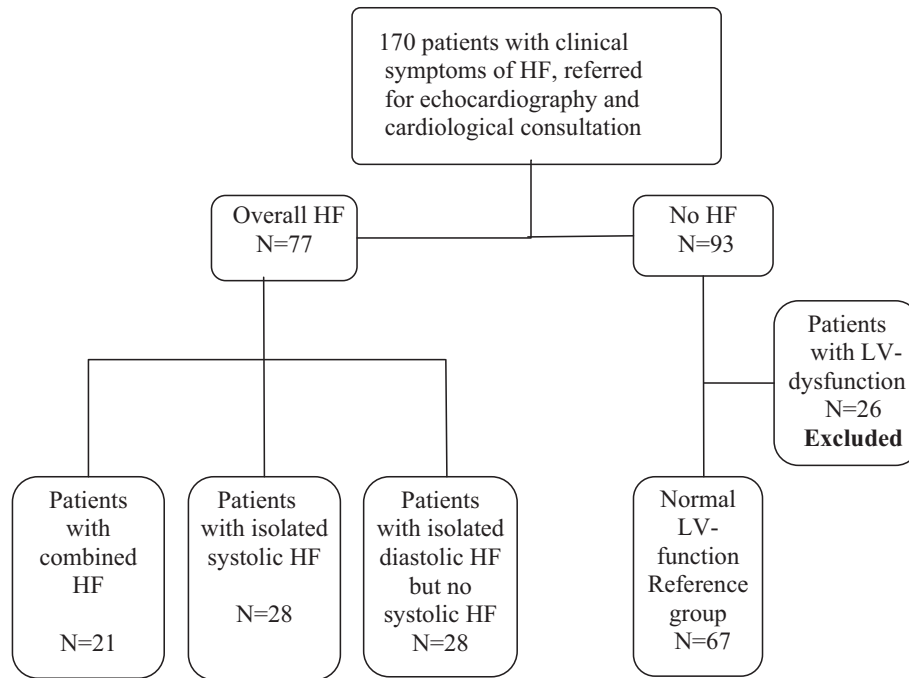 170 patients with clinical
symptoms of HF, referred
for echocardiography and
cardiological consultation
Overall HF
N=77
No HF
N=93
Patients
with LV-
dysfunction
N=26
Excluded
Patients
with
combined
HF
N=21
Patients
with isolated
systolic HF
N=28
Patients
with isolated
diastolic HF
but no
systolic HF
N=28
Normal
LV-
function
Reference
group
N=67